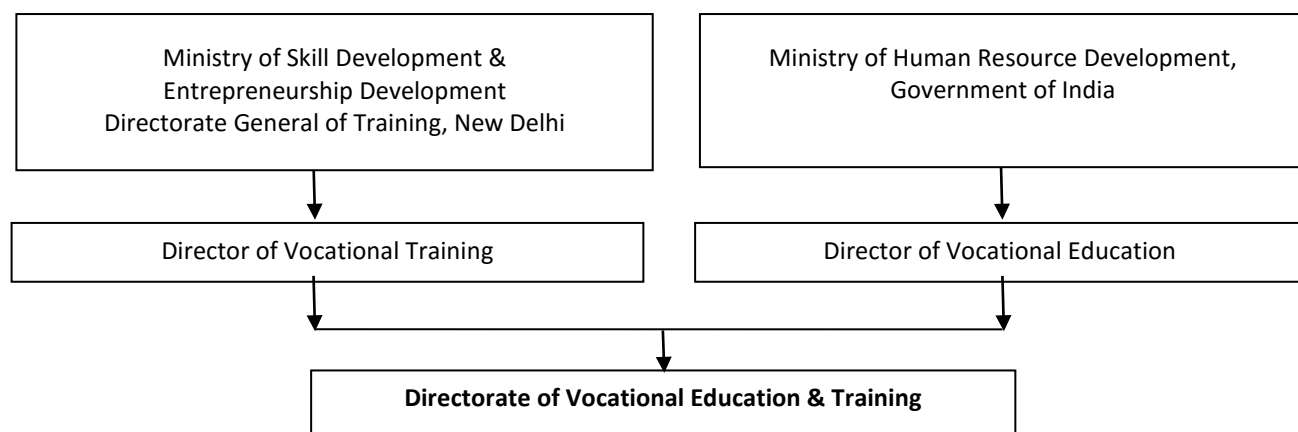 Ministry of Skill Development &
Entrepreneurship Development
Directorate General of Training, New Delhi
Ministry of Human Resource Development,
Government of India
Director of Vocational Training
Director of Vocational Education
Directorate of Vocational Education & Training